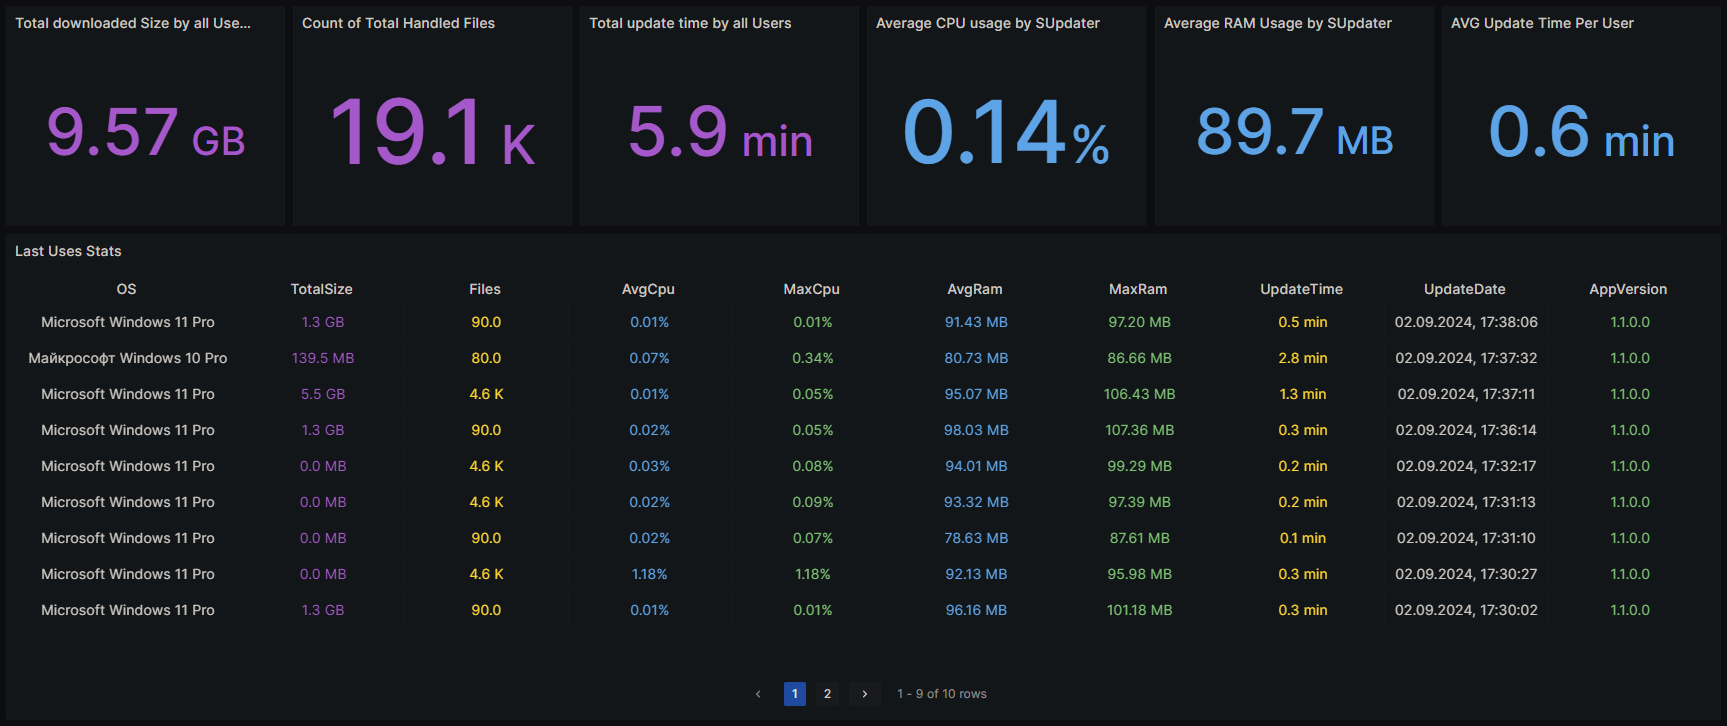 Total downloaded Size by all Use...
Count of Total Handled Files
Total update time by all Users
Average CPU usage by SUpdater
Average RAM Usage by SUpdater
AVG Update Time Per User
9.57 GB
19.1 K
5.9 min
0.14%
89.7 MB
0.6 min
Last Uses Stats
OS TotalSize Files AvgCpu MaxCpu AvgRam MaxRam UpdateTime UpdateDate AppVersion
Microsoft Windows 11 Pro 1.3 GB 90.0 0.01% 0.01% 91.43 MB 97.20 MB 0.5 min 02.09.2024, 17:38:06 1.1.0.0
Майкрософт Windows 10 Pro 139.5 MB 80.0 0.07% 0.34% 80.73 MB 86.66 MB 2.8 min 02.09.2024, 17:37:32 1.1.0.0
Microsoft Windows 11 Pro 5.5 GB 4.6 K 0.01% 0.05% 95.07 MB 106.43 MB 1.3 min 02.09.2024, 17:37:11 1.1.0.0
Microsoft Windows 11 Pro 1.3 GB 90.0 0.02% 0.05% 98.03 MB 107.36 MB 0.3 min 02.09.2024, 17:36:14 1.1.0.0
Microsoft Windows 11 Pro 0.0 MB 4.6 K 0.03% 0.08% 94.01 MB 99.29 MB 0.2 min 02.09.2024, 17:32:17 1.1.0.0
Microsoft Windows 11 Pro 0.0 MB 4.6 K 0.02% 0.09% 93.32 MB 97.39 MB 0.2 min 02.09.2024, 17:31:13 1.1.0.0
Microsoft Windows 11 Pro 0.0 MB 90.0 0.02% 0.07% 78.63 MB 87.61 MB 0.1 min 02.09.2024, 17:31:10 1.1.0.0
Microsoft Windows 11 Pro 0.0 MB 4.6 K 1.18% 1.18% 92.13 MB 95.98 MB 0.3 min 02.09.2024, 17:30:27 1.1.0.0
Microsoft Windows 11 Pro 1.3 GB 90.0 0.01% 0.01% 96.16 MB 101.18 MB 0.3 min 02.09.2024, 17:30:02 1.1.0.0
‹ 1 2 › 1 - 9 of 10 rows